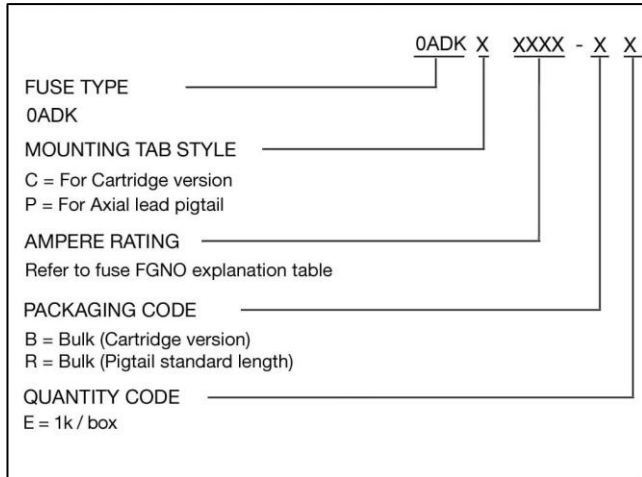 0ADK X XXXX - X X
FUSE TYPE
0ADK
MOUNTING TAB STYLE
C = For Cartridge version
P = For Axial lead pigtail
AMPERE RATING
Refer to fuse FGNO explanation table
PACKAGING CODE
B = Bulk (Cartridge version)
R = Bulk (Pigtail standard length)
QUANTITY CODE
E = 1k / box